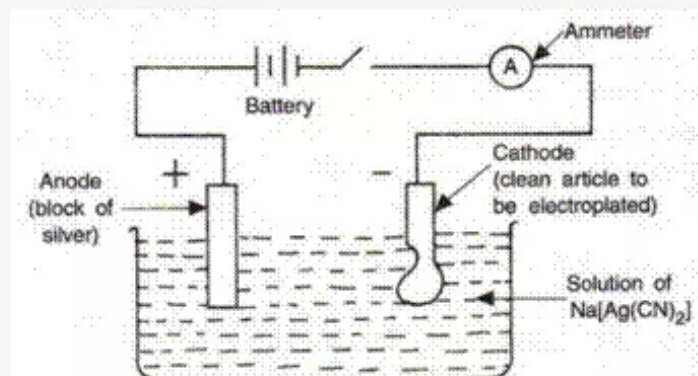 Ammeter
A
Battery
+
−
Cathode
(clean article to
be electroplated)
Anode
(block of
silver)
Solution of
Na[Ag(CN)₂]